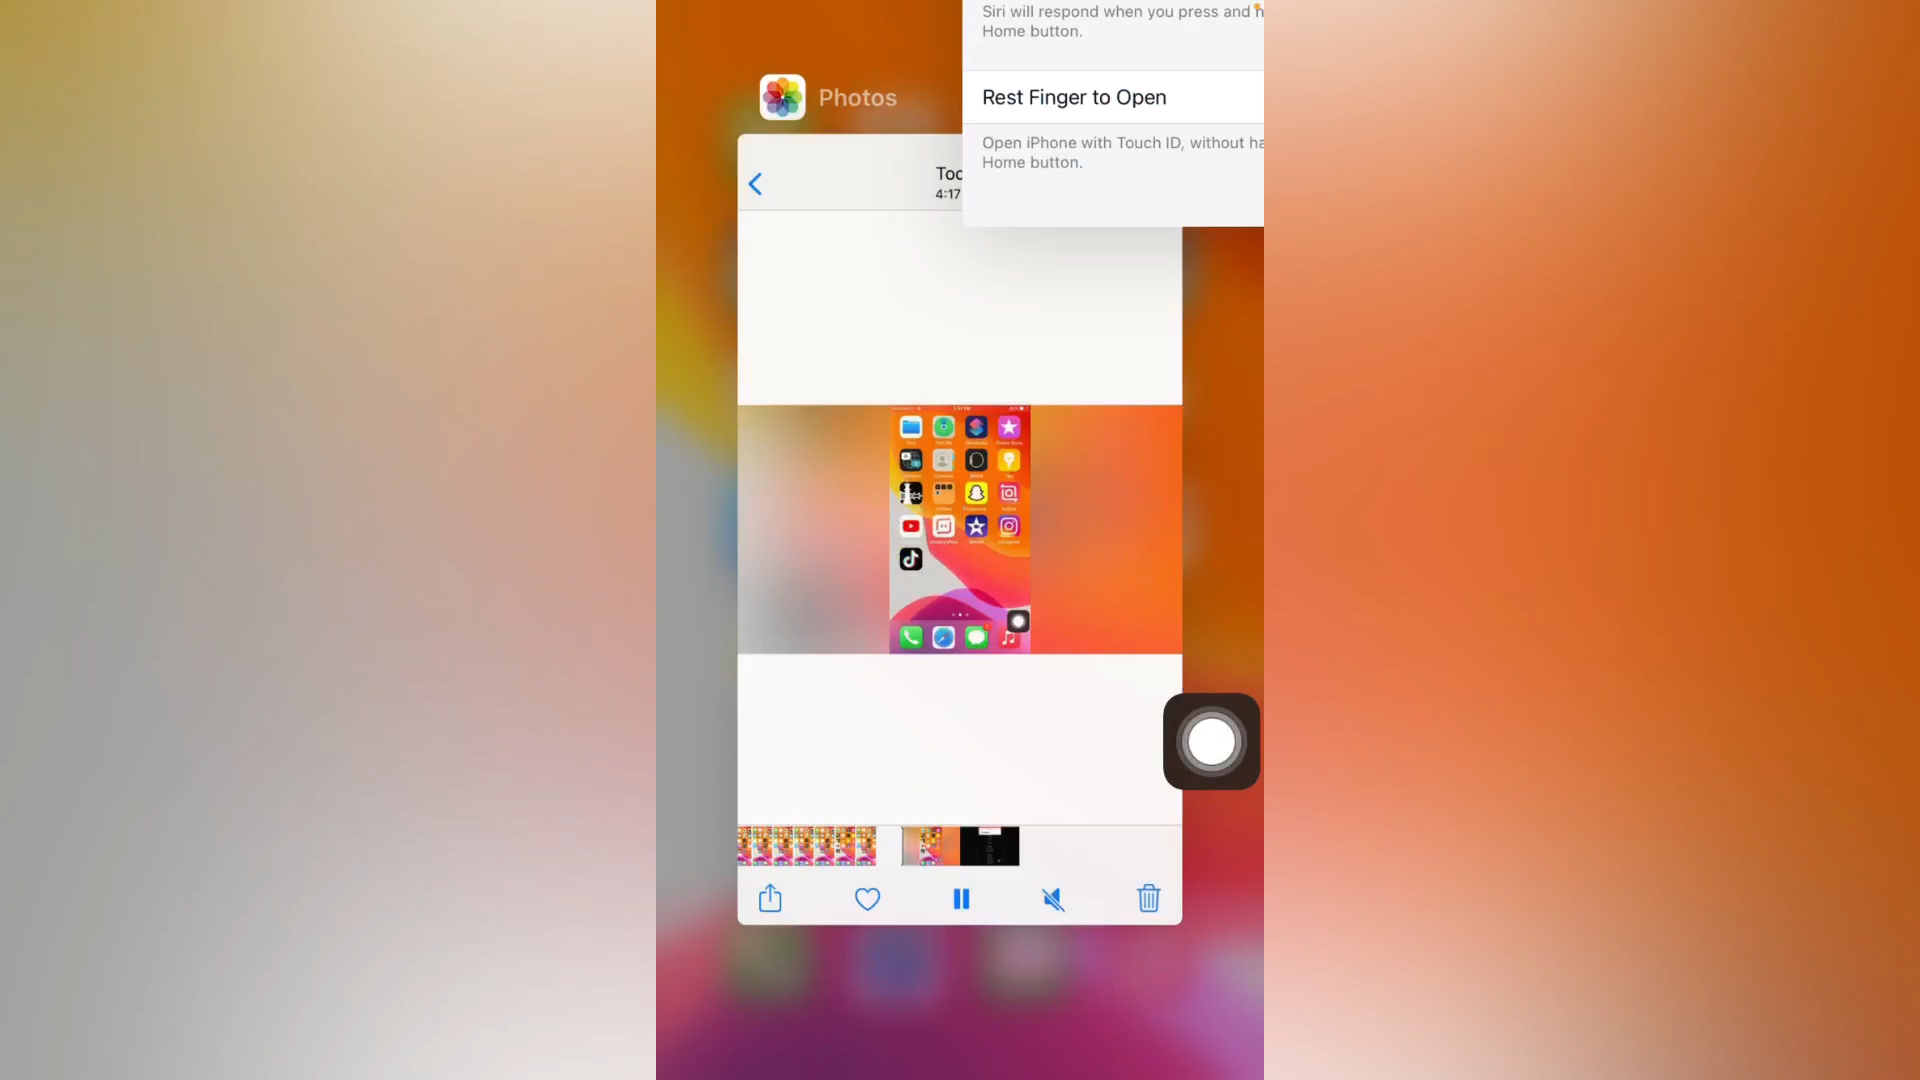 Siri will respond when you press and h
Home button.
Photos
Rest Finger to Open
Open iPhone with Touch ID, without ha
Home button.
Too
4:17